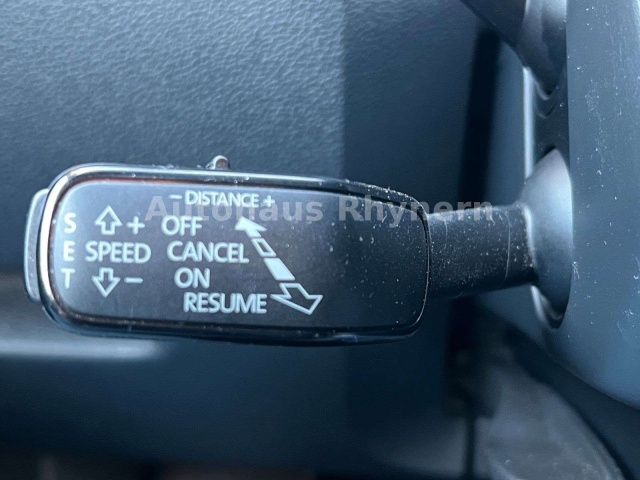 − DISTANCE +
Autohaus Rhynern
S + OFF
E SPEED CANCEL
T − ON
RESUME